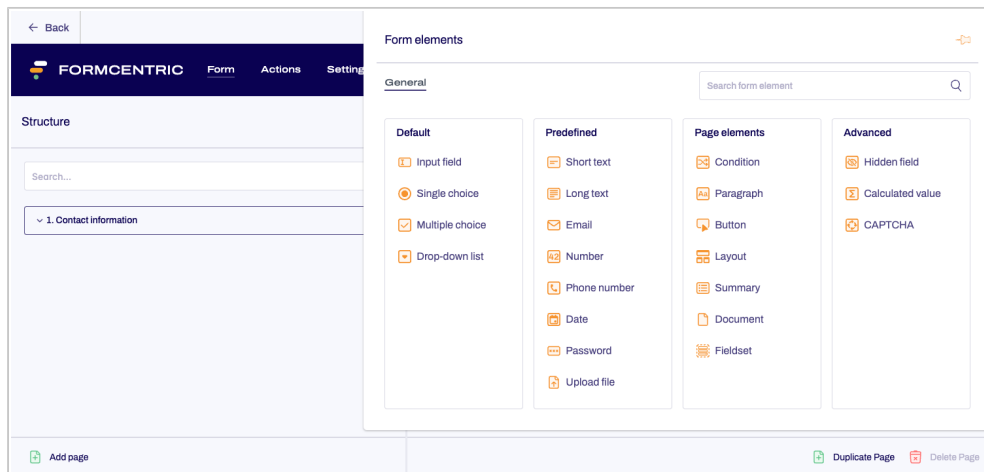 Back
FORMCENTRIC Form Actions Setting
Structure
Search...
1. Contact information
Add page
Form elements
General
Search form element
Default
Input field
Single choice
Multiple choice
Drop-down list
Predefined
Short text
Long text
Email
42 Number
Phone number
Date
Password
Upload file
Page elements
Condition
Aa Paragraph
Button
Layout
Summary
Document
Fieldset
Advanced
Hidden field
Σ Calculated value
CAPTCHA
Duplicate Page Delete Page